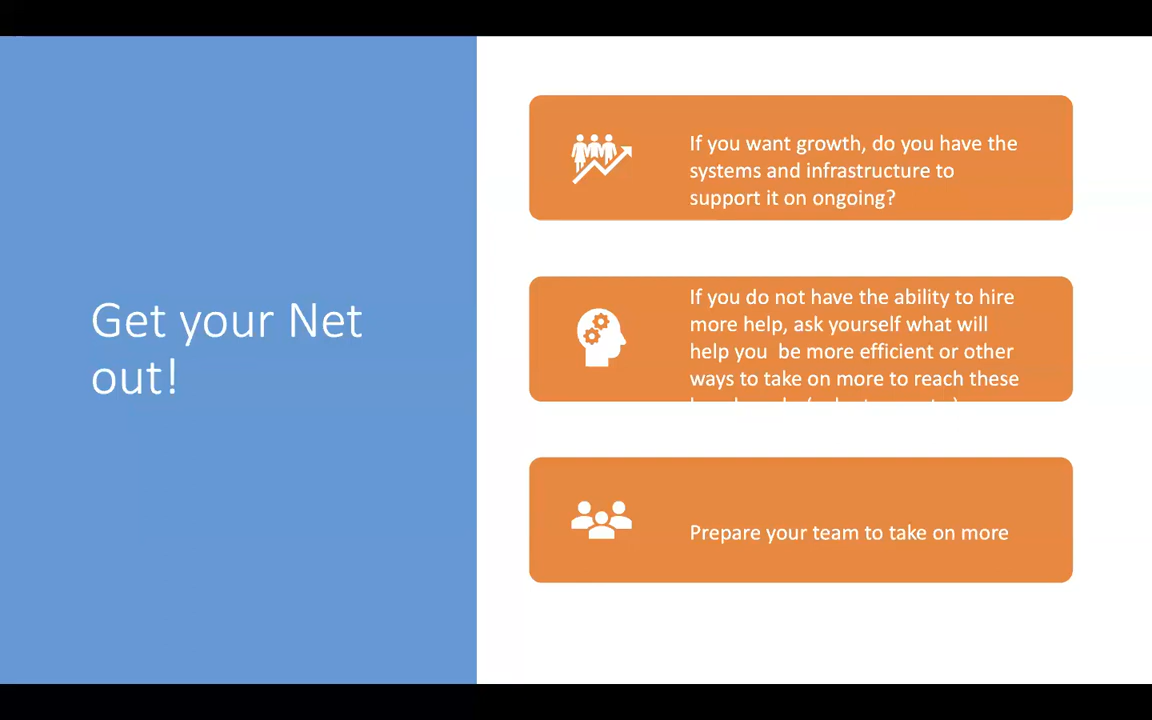 Get your Net
out!
If you want growth, do you have the
systems and infrastructure to
support it on ongoing?
If you do not have the ability to hire
more help, ask yourself what will
help you  be more efficient or other
ways to take on more to reach these
Prepare your team to take on more